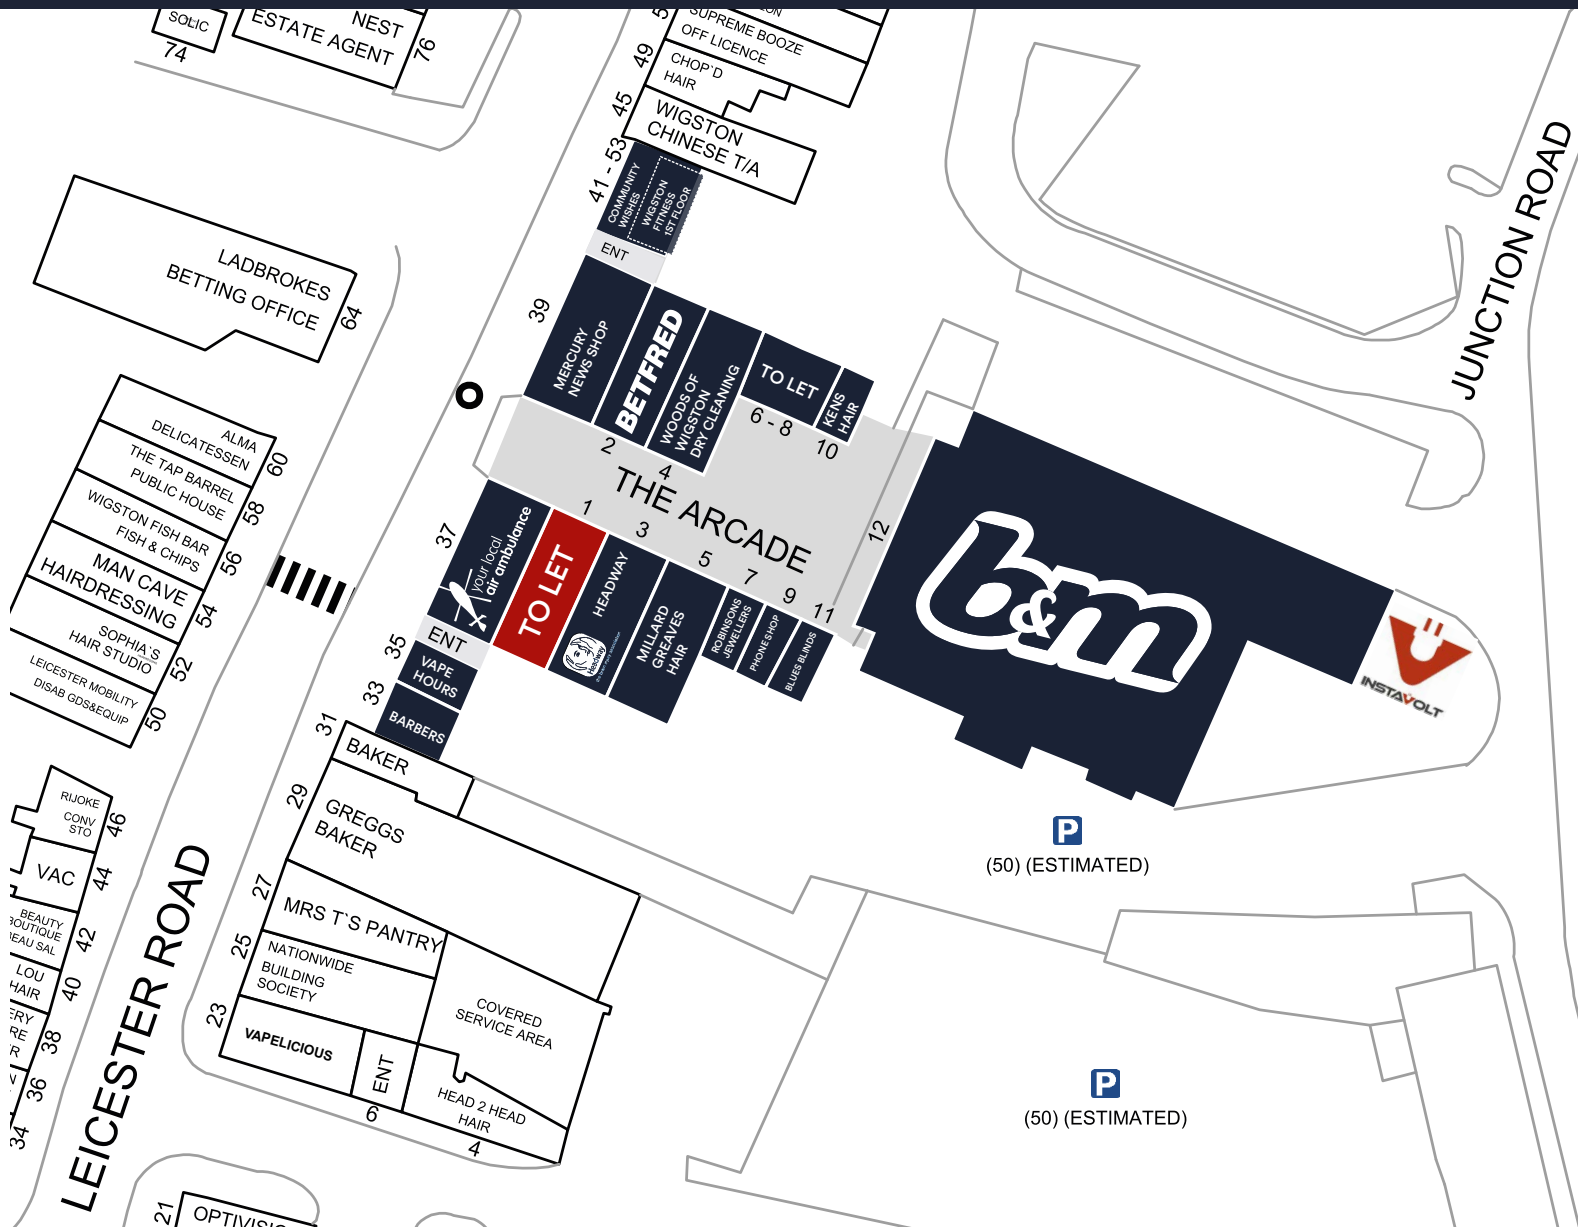 SOLIC
74
NEST
ESTATE AGENT
76
SUPREME BOOZE
OFF LICENCE
49
CHOP`D
HAIR
45
WIGSTON
CHINESE T/A
41 - 53
COMMUNITY
WISHES
WIGSTON
FITNESS
1ST FLOOR
ENT
39
MERCURY
NEWS SHOP
BETFRED
WOODS OF
WIGSTON
DRY CLEANING
TO LET
KENS
HAIR
2
4
6 - 8
10
THE ARCADE
12
1
3
5
7
9
11
37
your local
air ambulance
TO LET
HEADWAY
Headway
MILLARD
GREAVES
HAIR
ROBINSONS
JEWELLERS
PHONE SHOP
BLUES BLINDS
b&m
INSTAVOLT
JUNCTION ROAD
35
ENT
VAPE
HOURS
33
BARBERS
31
BAKER
29
GREGGS
BAKER
27
MRS T`S PANTRY
25
NATIONWIDE
BUILDING
SOCIETY
23
VAPELICIOUS
ENT
6
COVERED
SERVICE AREA
HEAD 2 HEAD
HAIR
4
LADBROKES
BETTING OFFICE
64
ALMA
DELICATESSEN
60
THE TAP BARREL
PUBLIC HOUSE
58
WIGSTON FISH BAR
FISH & CHIPS
56
MAN CAVE
HAIRDRESSING
54
SOPHIA'S
HAIR STUDIO
52
LEICESTER MOBILITY
DISAB GDS&EQUIP
50
RIJOKE
CONV
STO
46
VAC
44
BEAUTY
BOUTIQUE
BEAU SAL
42
LOU
HAIR
40
38
36
34
LEICESTER ROAD
21
OPTIVISI
P
(50) (ESTIMATED)
P
(50) (ESTIMATED)